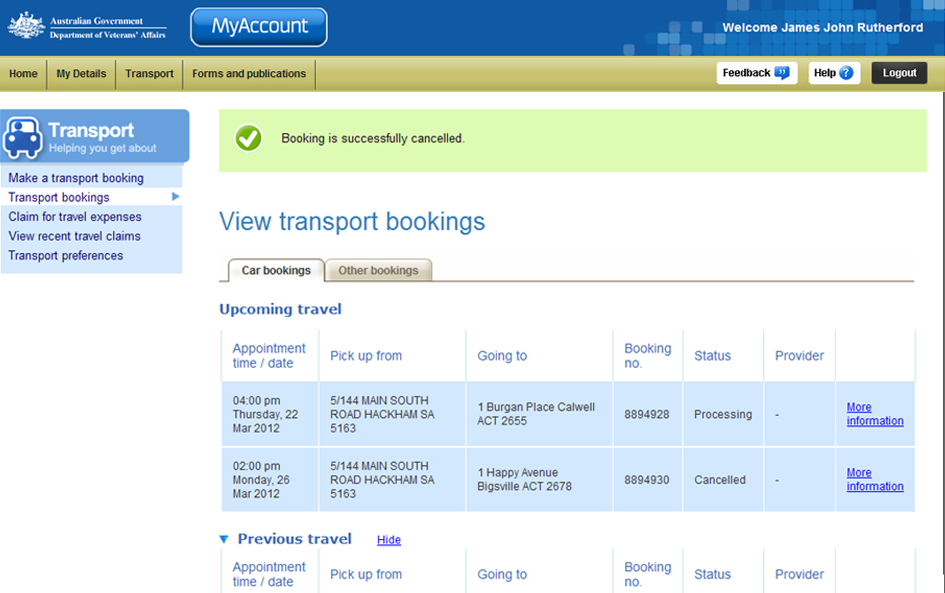 Australian Government
Department of Veterans' Affairs
MyAccount
Welcome James John Rutherford
Home
My Details
Transport
Forms and publications
Feedback
Help ?
Logout
Transport
Helping you get about
Make a transport booking
Transport bookings
Claim for travel expenses
View recent travel claims
Transport preferences
Booking is successfully cancelled.
View transport bookings
Car bookings
Other bookings
Upcoming travel
Appointment
time / date
Pick up from
Going to
Booking
no.
Status
Provider
04:00 pm
Thursday, 22
Mar 2012
5/144 MAIN SOUTH
ROAD HACKHAM SA
5163
1 Burgan Place Calwell
ACT 2655
8894928
Processing
-
More
information
02:00 pm
Monday, 26
Mar 2012
5/144 MAIN SOUTH
ROAD HACKHAM SA
5163
1 Happy Avenue
Bigsville ACT 2678
8894930
Cancelled
-
More
information
Previous travel
Hide
Appointment
time / date
Pick up from
Going to
Booking
no.
Status
Provider